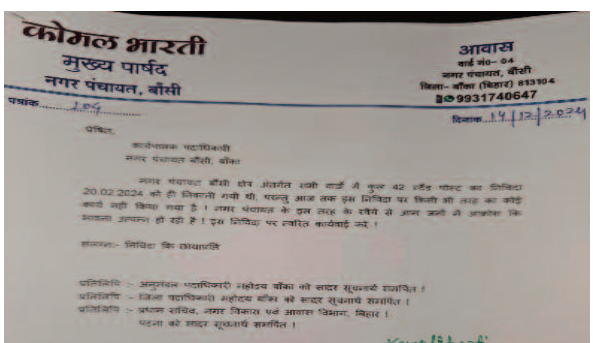 कोमल भारती
मुख्य पार्षद
नगर पंचायत, बौंसी
आवास
वार्ड नं०- 04
नगर पंचायत, बौंसी
जिला- बाँका (बिहार) 813104
9931740647
पत्रांक.....104.....
दिनांक 14/12/2024
प्रेषित,
कार्यपालक पदाधिकारी
नगर पंचायत बौंसी, बाँका
नगर पंचायत बौंसी क्षेत्र अंतर्गत सभी वार्ड में कुल 42 स्टैंड पोस्ट का निविदा
20.02.2024 को ही निकाली गयी थी, परन्तु आज तक इस निविदा पर किसी भी तरह का कोई
कार्य नहीं किया गया है ! नगर पंचायत के इस तरह के रवैये से आम जनों में आक्रोश कि
भावना उत्पन्न हो रही है ! इस निविदा पर त्वरित कार्यवाई करें !
संलग्न:- निविदा कि छायाप्रति
प्रतिलिपि :- अनुमंडल पदाधिकारी महोदय बाँका को सादर सूचनार्थ समर्पित !
प्रतिलिपि :- जिला पदाधिकारी महोदय बाँका को सादर सूचनार्थ समर्पित !
प्रतिलिपि :- प्रधान सचिव, नगर विकास एवं आवास विभाग, बिहार !
पटना को सादर सूचनार्थ समर्पित !